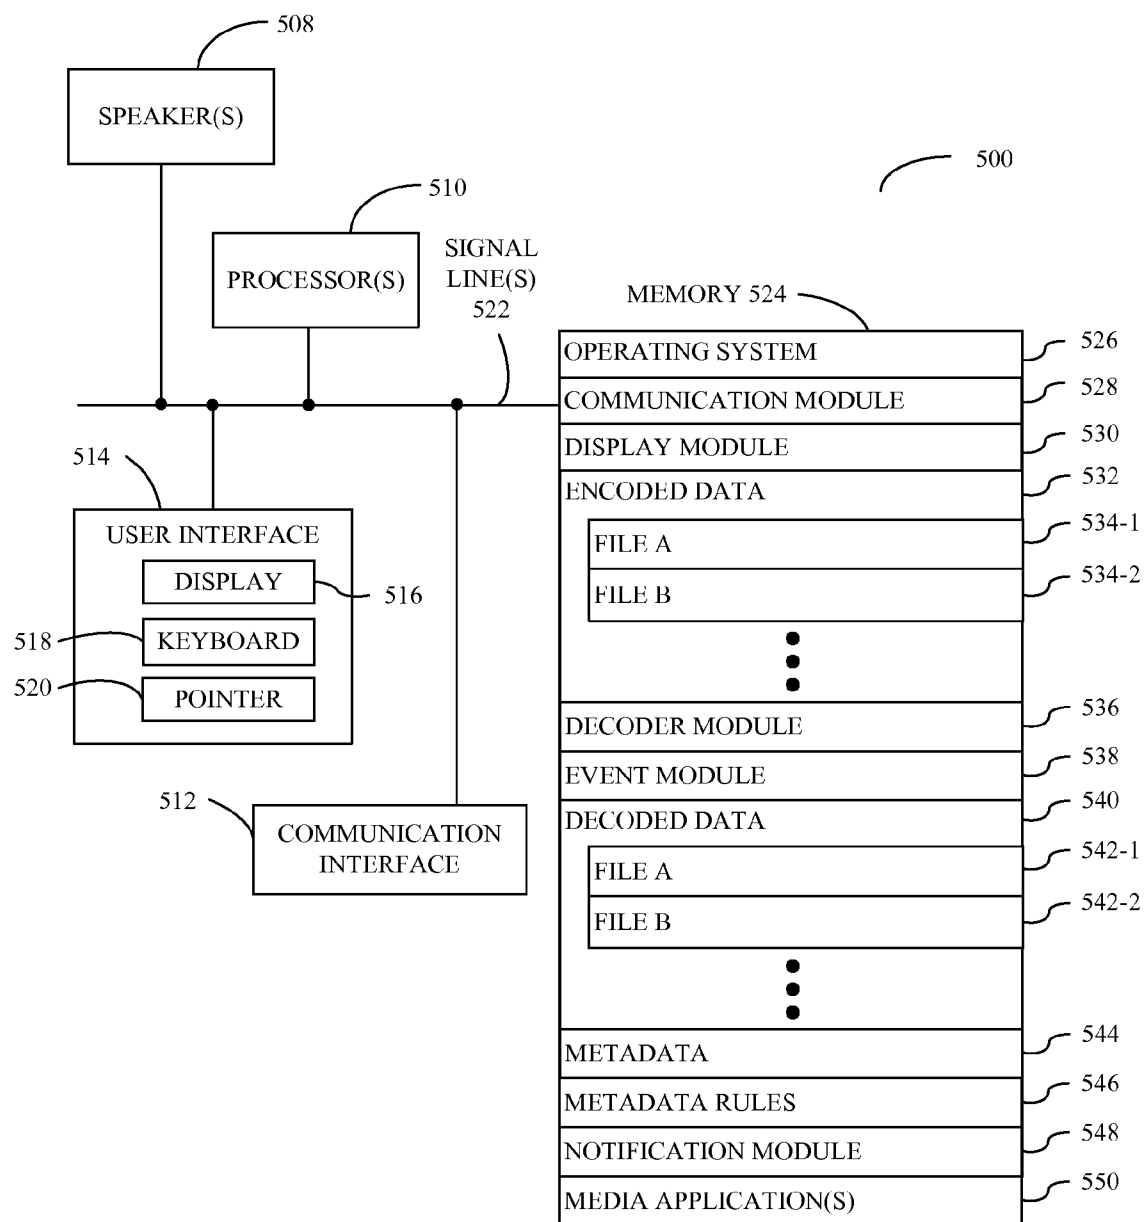 508
SPEAKER(S)
500
510
PROCESSOR(S)
SIGNAL
LINE(S)
522
MEMORY 524
OPERATING SYSTEM
526
COMMUNICATION MODULE
528
DISPLAY MODULE
530
ENCODED DATA
532
FILE A
534-1
FILE B
534-2
514
USER INTERFACE
DISPLAY
516
518
KEYBOARD
520
POINTER
DECODER MODULE
536
EVENT MODULE
538
512
COMMUNICATION
INTERFACE
DECODED DATA
540
FILE A
542-1
FILE B
542-2
METADATA
544
METADATA RULES
546
NOTIFICATION MODULE
548
MEDIA APPLICATION(S)
550